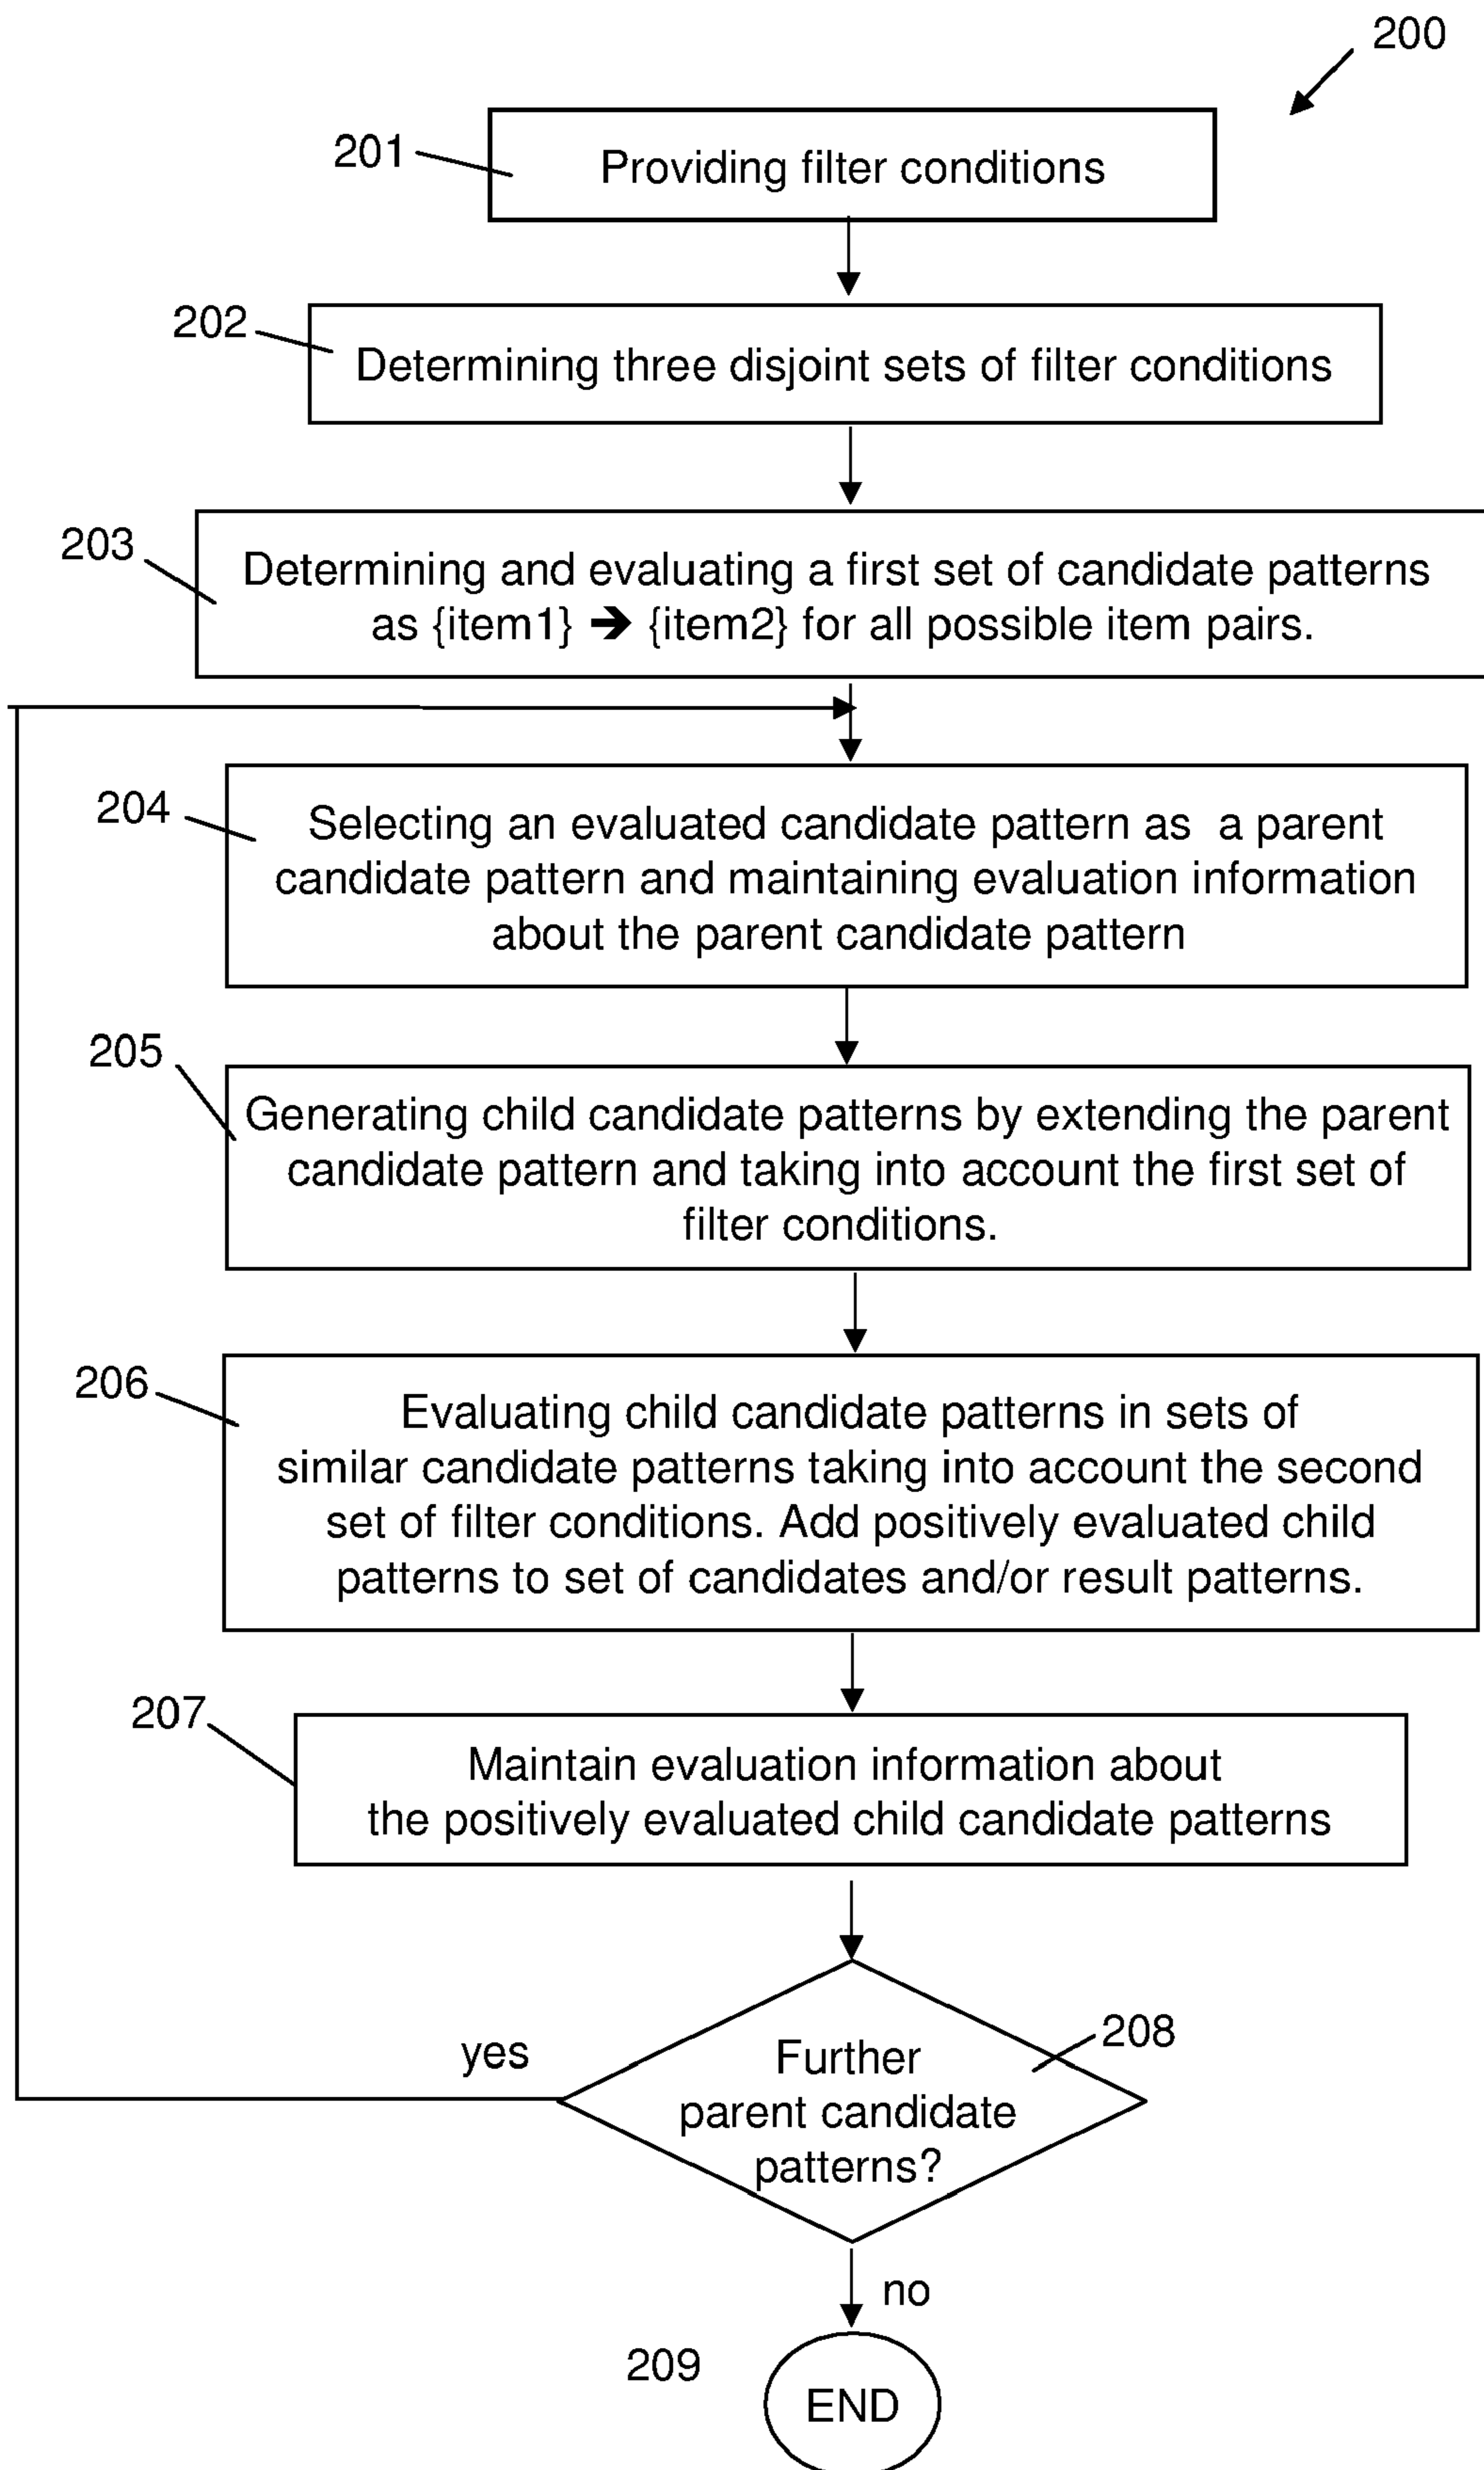 200
201
Providing filter conditions
202
Determining three disjoint sets of filter conditions
203
Determining and evaluating a first set of candidate patterns
as {item1} ➔ {item2} for all possible item pairs.
204
Selecting an evaluated candidate pattern as a parent
candidate pattern and maintaining evaluation information
about the parent candidate pattern
205
Generating child candidate patterns by extending the parent
candidate pattern and taking into account the first set of
filter conditions.
206
Evaluating child candidate patterns in sets of
similar candidate patterns taking into account the second
set of filter conditions. Add positively evaluated child
patterns to set of candidates and/or result patterns.
207
Maintain evaluation information about
the positively evaluated child candidate patterns
208
yes
Further
parent candidate
patterns?
no
209
END